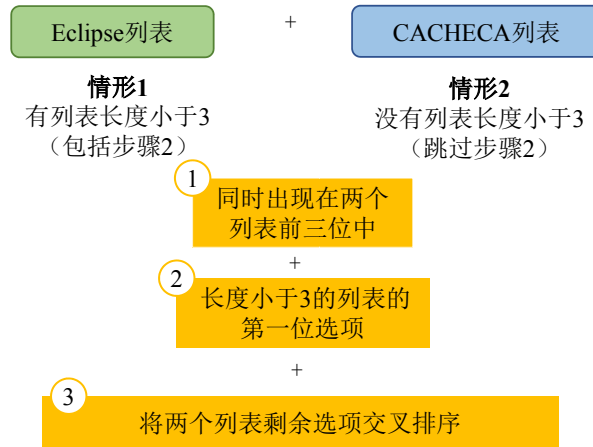 Eclipse列表
+
CACHECA列表
情形1
有列表长度小于3
（包括步骤2）
情形2
没有列表长度小于3
（跳过步骤2）
1
同时出现在两个
列表前三位中
+
2
长度小于3的列表的
第一位选项
+
3
将两个列表剩余选项交叉排序